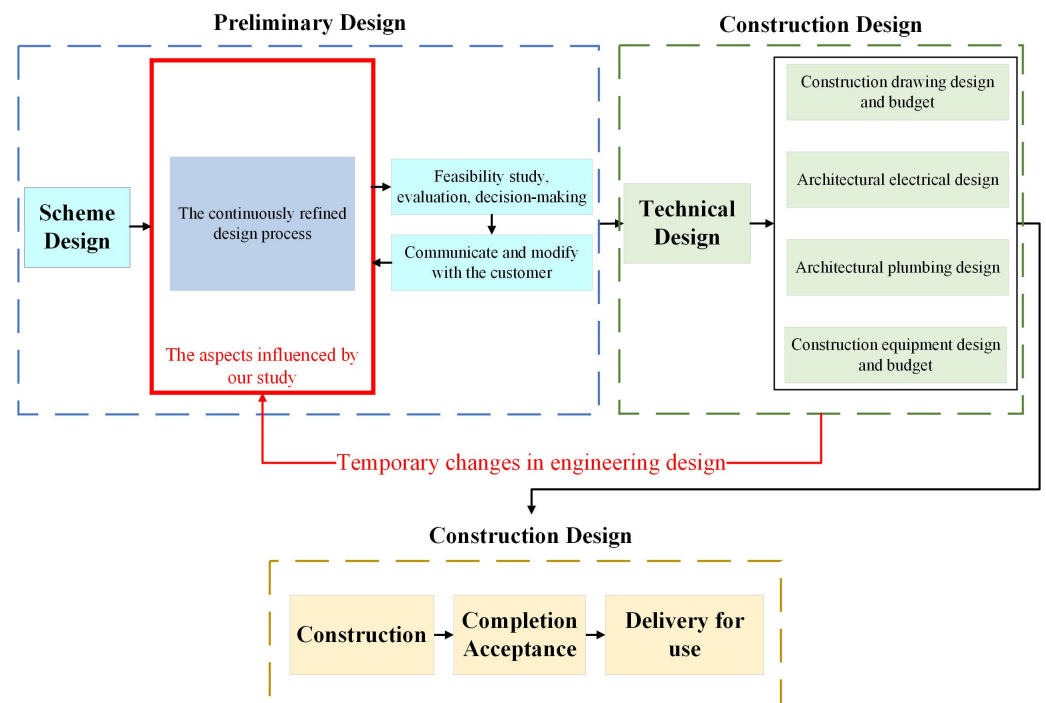 Preliminary Design
Construction Design
Scheme
Design
The continuously refined
design process
The aspects influenced by
our study
Feasibility study,
evaluation, decision-making
Communicate and modify
with the customer
Technical
Design
Construction drawing design
and budget
Architectural electrical design
Architectural plumbing design
Construction equipment design
and budget
Temporary changes in engineering design
Construction Design
Construction
Completion
Acceptance
Delivery for
use